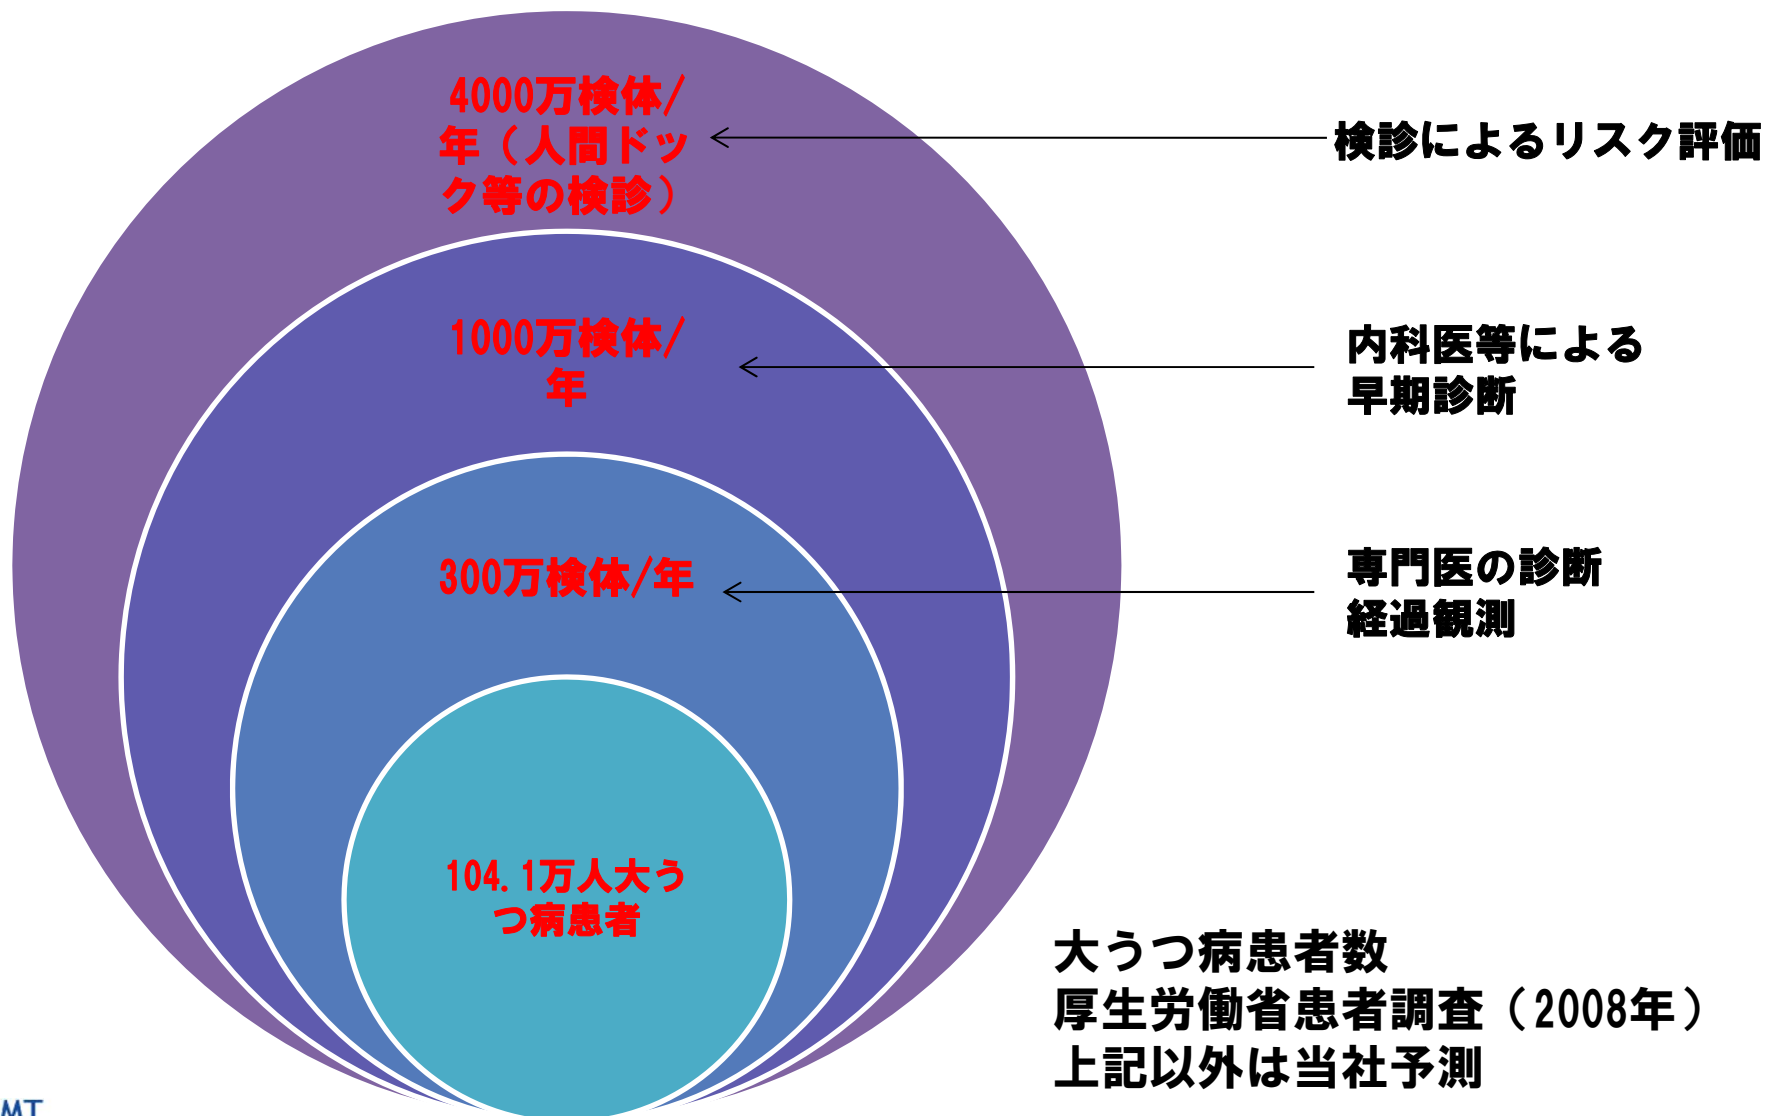 4000万検体/
年（人間ドッ
ク等の検診）
検診によるリスク評価
1000万検体/
年
内科医等による
早期診断
300万検体/年
専門医の診断
経過観測
104.1万人大う
つ病患者
大うつ病患者数
厚生労働省患者調査（2008年）
上記以外は当社予測
MT